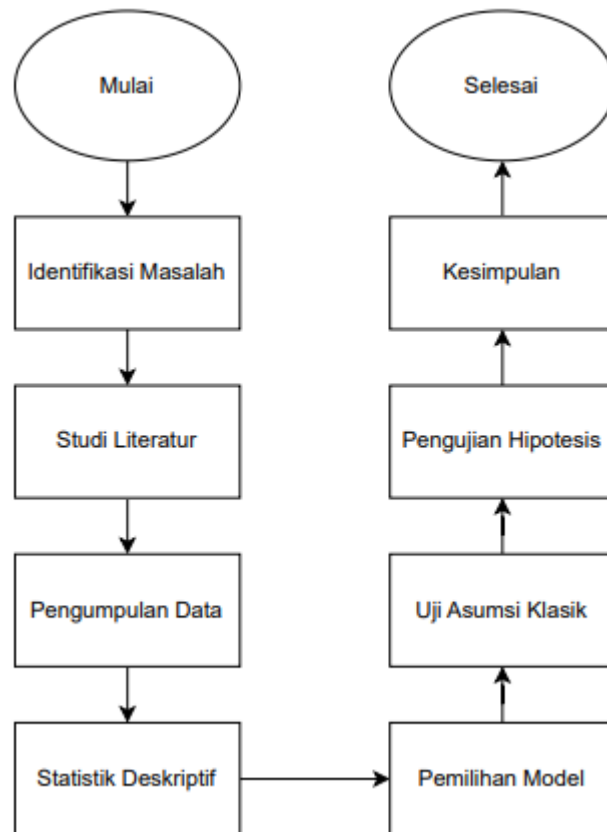 Mulai
Identifikasi Masalah
Studi Literatur
Pengumpulan Data
Statistik Deskriptif
Pemilihan Model
Uji Asumsi Klasik
Pengujian Hipotesis
Kesimpulan
Selesai